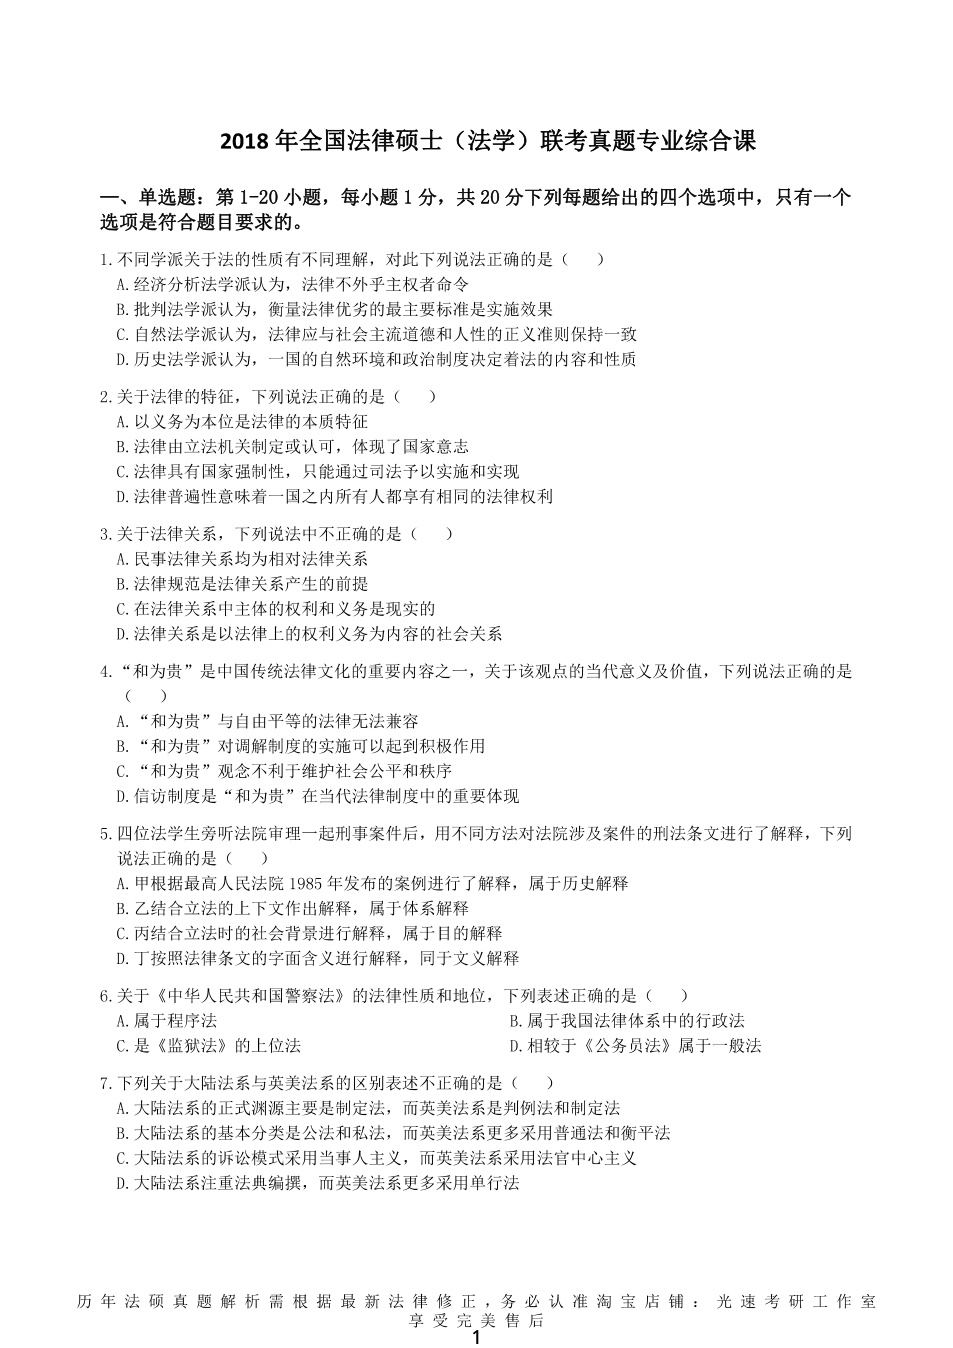 2018 年全国法律硕士（法学）联考真题专业综合课
一、单选题：第 1-20 小题，每小题 1 分，共 20 分下列每题给出的四个选项中，只有一个
选项是符合题目要求的。
1.不同学派关于法的性质有不同理解，对此下列说法正确的是（ ）
A.经济分析法学派认为，法律不外乎主权者命令
B.批判法学派认为，衡量法律优劣的最主要标准是实施效果
C.自然法学派认为，法律应与社会主流道德和人性的正义准则保持一致
D.历史法学派认为，一国的自然环境和政治制度决定着法的内容和性质
2.关于法律的特征，下列说法正确的是（ ）
A.以义务为本位是法律的本质特征
B.法律由立法机关制定或认可，体现了国家意志
C.法律具有国家强制性，只能通过司法予以实施和实现
D.法律普遍性意味着一国之内所有人都享有相同的法律权利
3.关于法律关系，下列说法中不正确的是（ ）
A.民事法律关系均为相对法律关系
B.法律规范是法律关系产生的前提
C.在法律关系中主体的权利和义务是现实的
D.法律关系是以法律上的权利义务为内容的社会关系
4.“和为贵”是中国传统法律文化的重要内容之一，关于该观点的当代意义及价值，下列说法正确的是
（ ）
A.“和为贵”与自由平等的法律无法兼容
B.“和为贵”对调解制度的实施可以起到积极作用
C.“和为贵”观念不利于维护社会公平和秩序
D.信访制度是“和为贵”在当代法律制度中的重要体现
5.四位法学生旁听法院审理一起刑事案件后，用不同方法对法院涉及案件的刑法条文进行了解释，下列
说法正确的是（ ）
A.甲根据最高人民法院 1985 年发布的案例进行了解释，属于历史解释
B.乙结合立法的上下文作出解释，属于体系解释
C.丙结合立法时的社会背景进行解释，属于目的解释
D.丁按照法律条文的字面含义进行解释，同于文义解释
6.关于《中华人民共和国警察法》的法律性质和地位，下列表述正确的是（ ）
A.属于程序法 B.属于我国法律体系中的行政法
C.是《监狱法》的上位法 D.相较于《公务员法》属于一般法
7.下列关于大陆法系与英美法系的区别表述不正确的是（ ）
A.大陆法系的正式渊源主要是制定法，而英美法系是判例法和制定法
B.大陆法系的基本分类是公法和私法，而英美法系更多采用普通法和衡平法
C.大陆法系的诉讼模式采用当事人主义，而英美法系采用法官中心主义
D.大陆法系注重法典编撰，而英美法系更多采用单行法
历年法硕真题解析需根据最新法律修正,务必认准淘宝店铺：光速考研工作室
享受完美售后
1